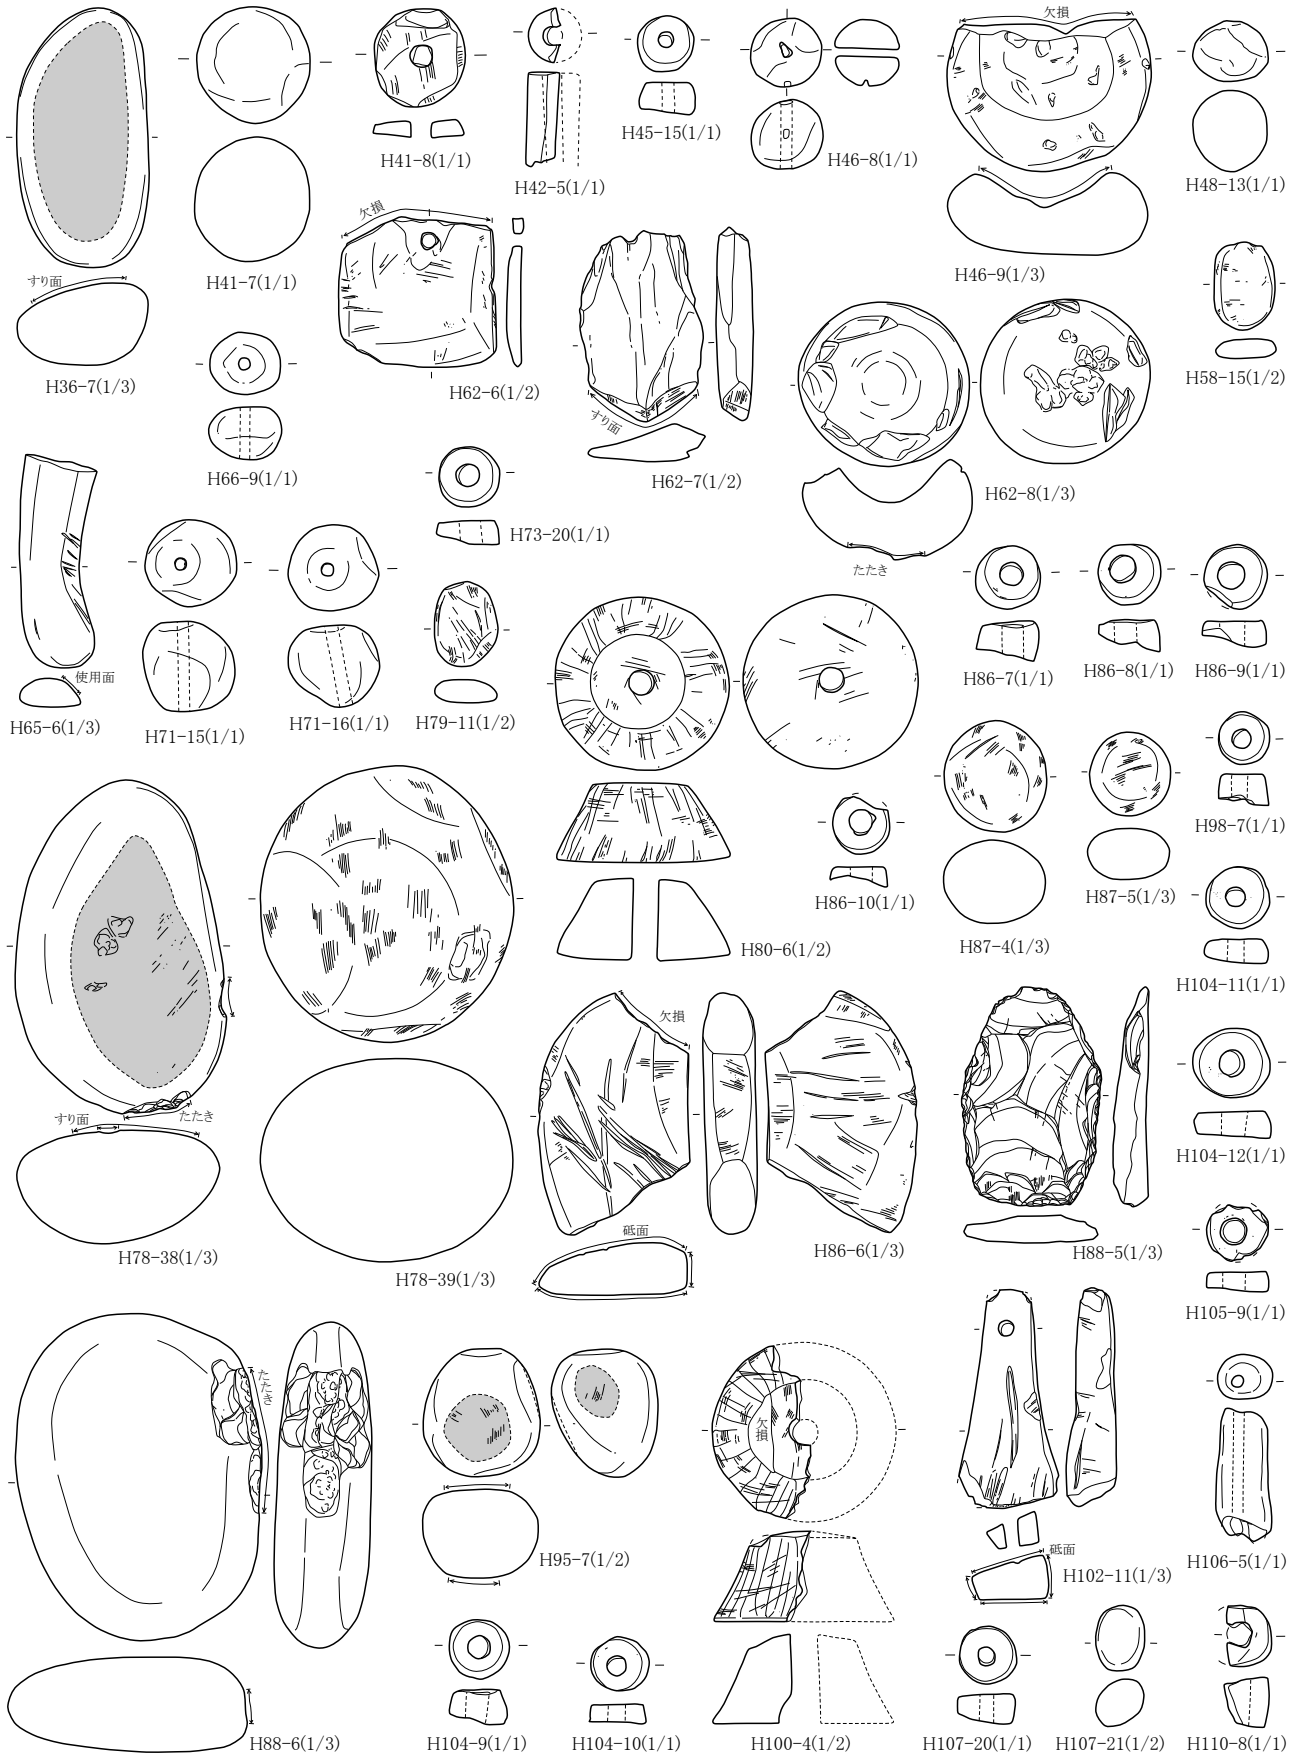 欠損
H41-8(1/1)
H45-15(1/1)
H42-5(1/1)
H46-8(1/1)
H48-13(1/1)
欠損
すり面
H41-7(1/1)
H46-9(1/3)
H36-7(1/3)
H62-6(1/2)
H58-15(1/2)
すり面
H66-9(1/1)
H62-7(1/2)
H62-8(1/3)
H73-20(1/1)
たたき
使用面
H65-6(1/3)
H71-15(1/1)
H71-16(1/1)
H79-11(1/2)
H86-7(1/1)
H86-8(1/1)
H86-9(1/1)
H98-7(1/1)
H86-10(1/1)
H87-5(1/3)
H80-6(1/2)
H87-4(1/3)
H104-11(1/1)
欠損
すり面
たたき
H104-12(1/1)
砥面
H78-38(1/3)
H78-39(1/3)
H86-6(1/3)
H88-5(1/3)
H105-9(1/1)
たたき
欠損
H95-7(1/2)
砥面
H102-11(1/3)
H106-5(1/1)
H88-6(1/3)
H104-9(1/1)
H104-10(1/1)
H100-4(1/2)
H107-20(1/1)
H107-21(1/2)
H110-8(1/1)